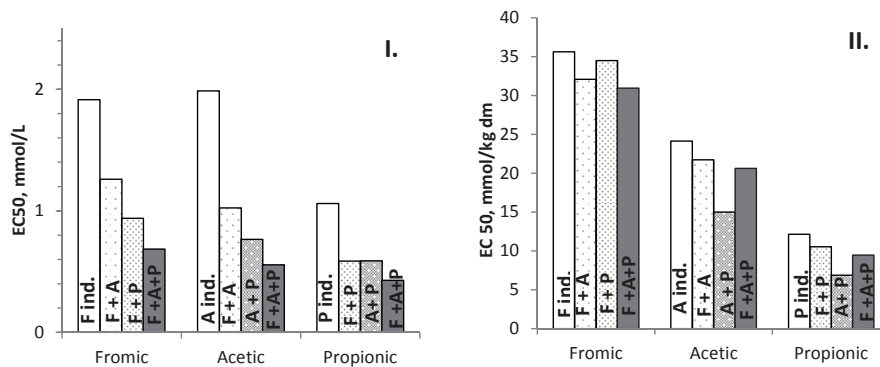 I.
EC50, mmol/L
2
1
0
F ind.
F + A
F + P
F+A+P
A ind.
F + A
A + P
F +A+P
P ind.
F + P
A + P
F +A+P
Fromic
Acetic
Propionic
II.
EC 50, mmol/kg dm
40
35
30
25
20
15
10
5
0
F ind.
F + A
F + P
F +A+P
A ind.
F + A
A + P
F +A+P
P ind.
F + P
A + P
F +A+P
Fromic
Acetic
Propionic